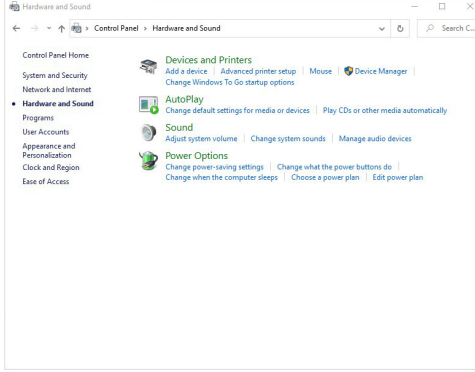 Hardware and Sound
Control Panel > Hardware and Sound
Search C...
Control Panel Home
System and Security
Network and Internet
Hardware and Sound
Programs
User Accounts
Appearance and
Personalization
Clock and Region
Ease of Access
Devices and Printers
Add a device | Advanced printer setup | Mouse | Device Manager |
Change Windows To Go startup options
AutoPlay
Change default settings for media or devices | Play CDs or other media automatically
Sound
Adjust system volume | Change system sounds | Manage audio devices
Power Options
Change power-saving settings | Change what the power buttons do |
Change when the computer sleeps | Choose a power plan | Edit power plan